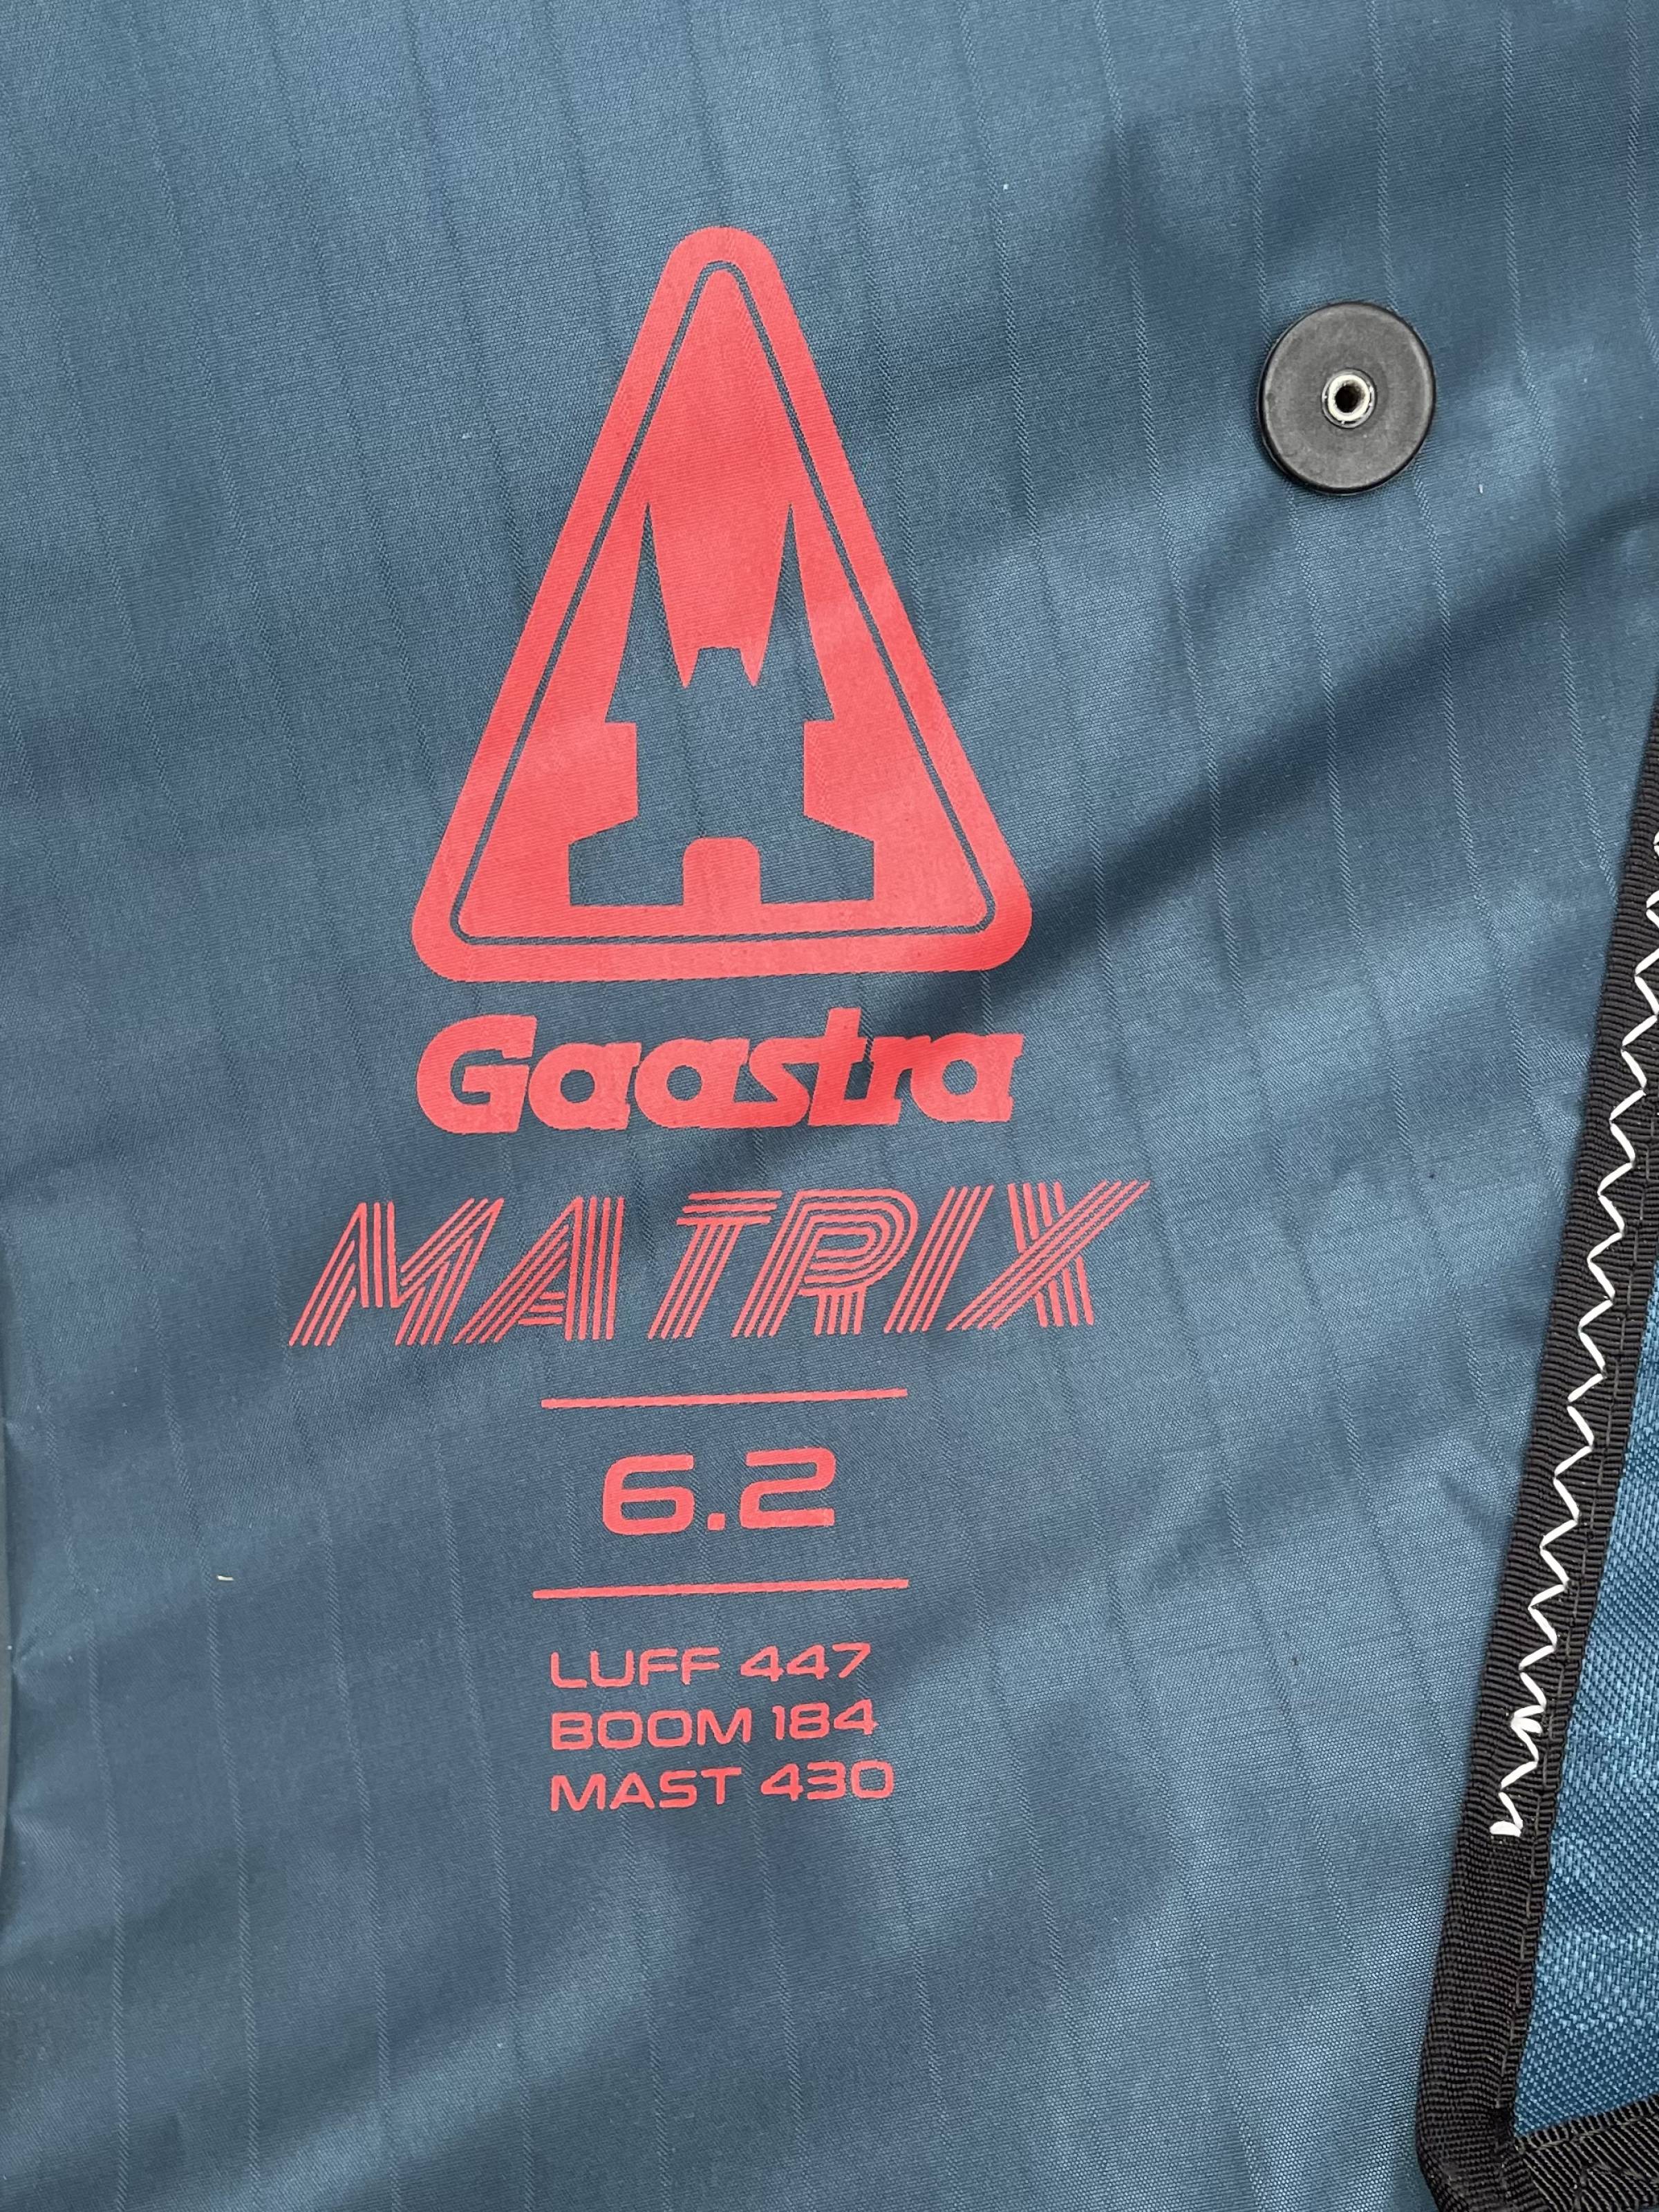 Gaastra
MATRIX
6.2
LUFF 447
BOOM 184
MAST 430